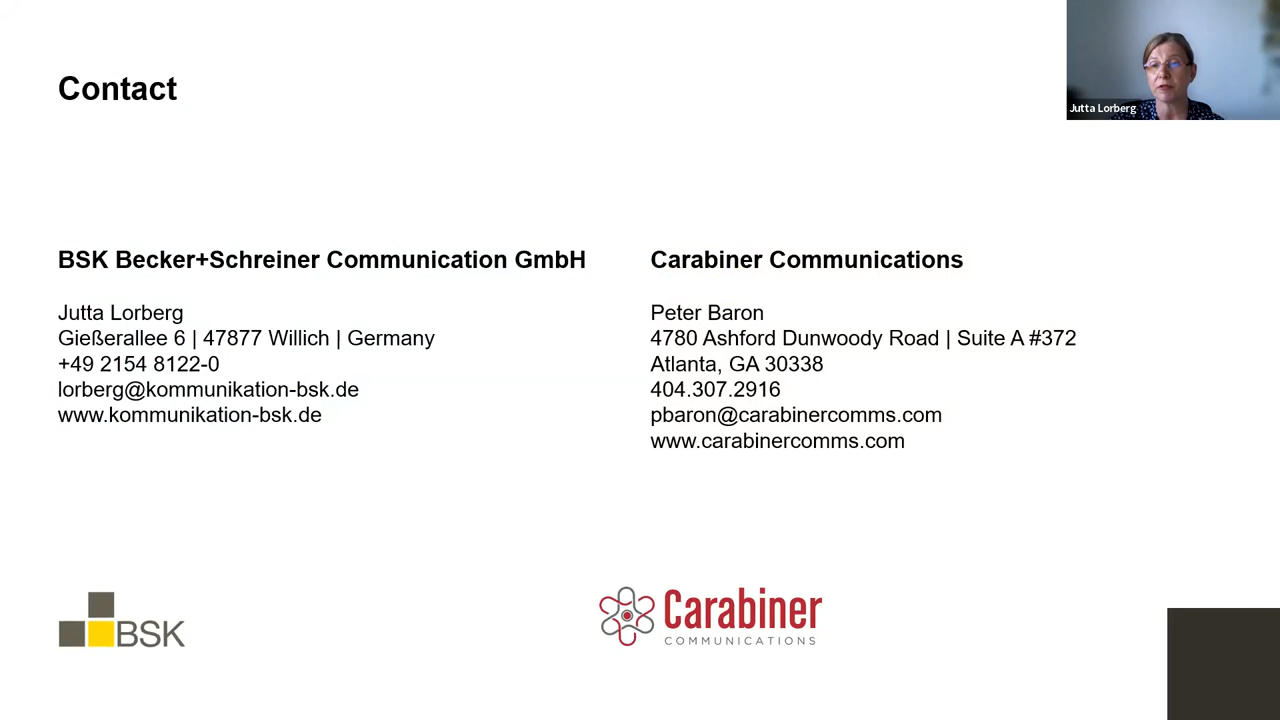 Contact
Jutta Lorberg
BSK Becker+Schreiner Communication GmbH
Jutta Lorberg
Gießerallee 6 | 47877 Willich | Germany
+49 2154 8122-0
lorberg@kommunikation-bsk.de
www.kommunikation-bsk.de
Carabiner Communications
Peter Baron
4780 Ashford Dunwoody Road | Suite A #372
Atlanta, GA 30338
404.307.2916
pbaron@carabinercomms.com
www.carabinercomms.com
BSK
Carabiner
COMMUNICATIONS